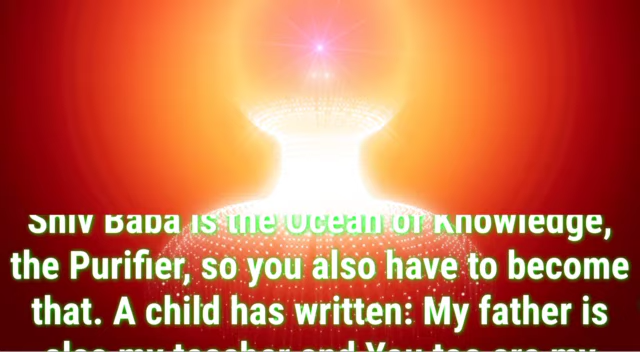 Shiv Baba is the Ocean of Knowledge,
the Purifier, so you also have to become
that. A child has written: My father is
also my teacher and You too are my